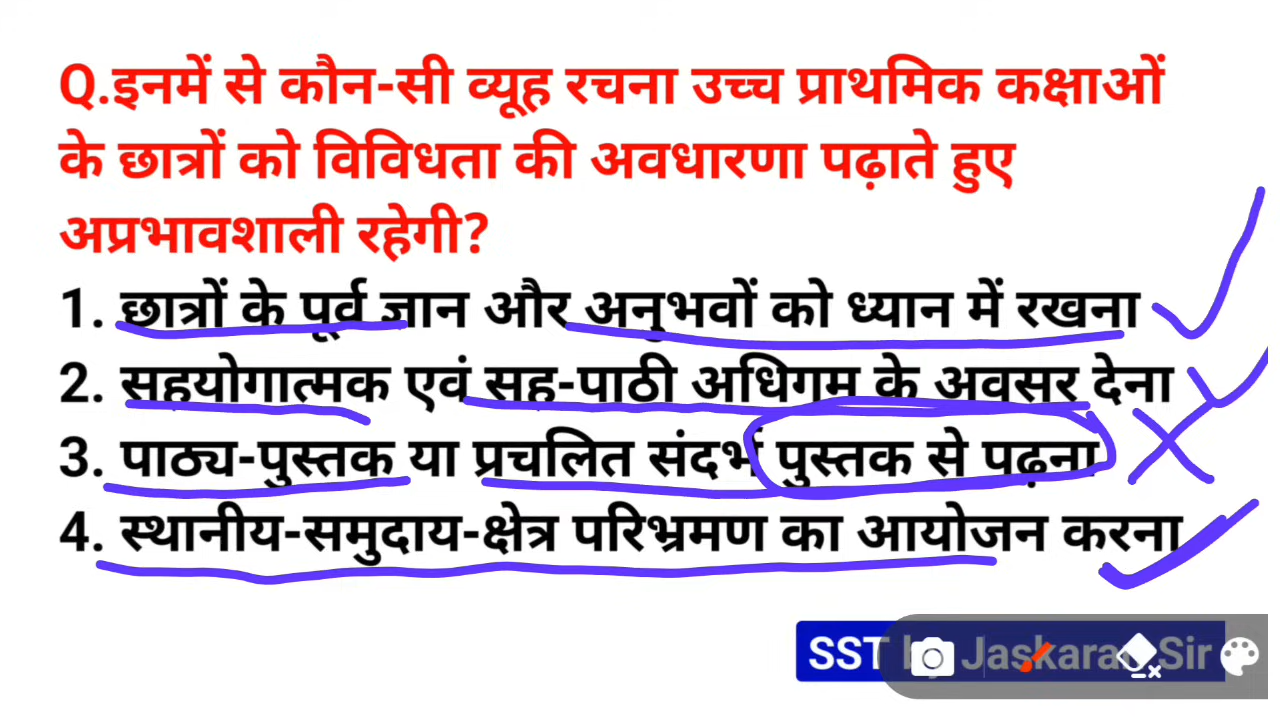 Q.इनमें से कौन-सी व्यूह रचना उच्च प्राथमिक कक्षाओं
के छात्रों को विविधता की अवधारणा पढ़ाते हुए
अप्रभावशाली रहेगी?
1. छात्रों के पूर्व ज्ञान और अनुभवों को ध्यान में रखना
2. सहयोगात्मक एवं सह-पाठी अधिगम के अवसर देना
3. पाठ्य-पुस्तक या प्रचलित संदर्भ पुस्तक से पढ़ना
4. स्थानीय-समुदाय-क्षेत्र परिभ्रमण का आयोजन करना
SST by Jaskaran Sir